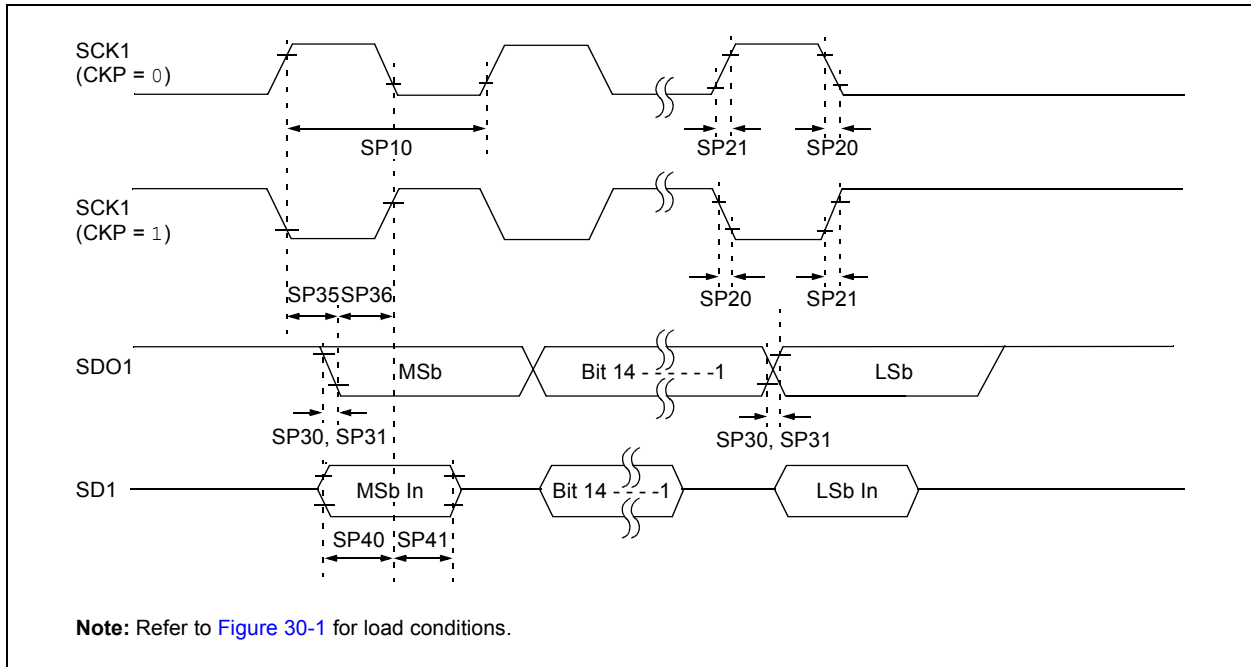 SCK1
(CKP = 0)
SP10
SP21
SP20
SCK1
(CKP = 1)
SP20
SP21
SP35
SP36
SDO1
MSb
Bit 14 - - - - - -1
LSb
SP30, SP31
SP30, SP31
SD1
MSb In
Bit 14 - - - - -1
LSb In
SP40
SP41
Note: Refer to Figure 30-1 for load conditions.